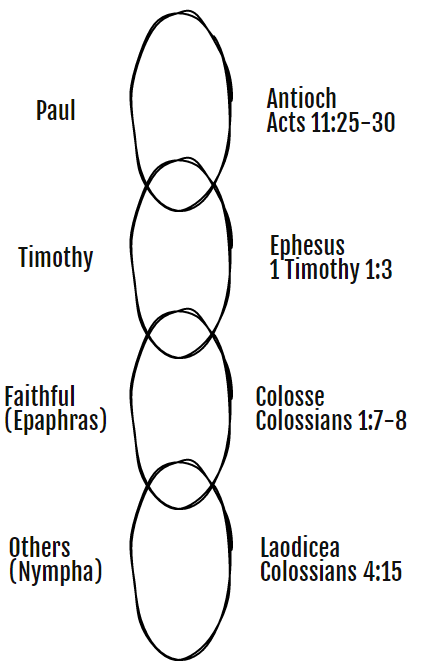 Paul
Antioch
Acts 11:25-30
Timothy
Ephesus
1 Timothy 1:3
Faithful
(Epaphras)
Colosse
Colossians 1:7-8
Others
(Nympha)
Laodicea
Colossians 4:15